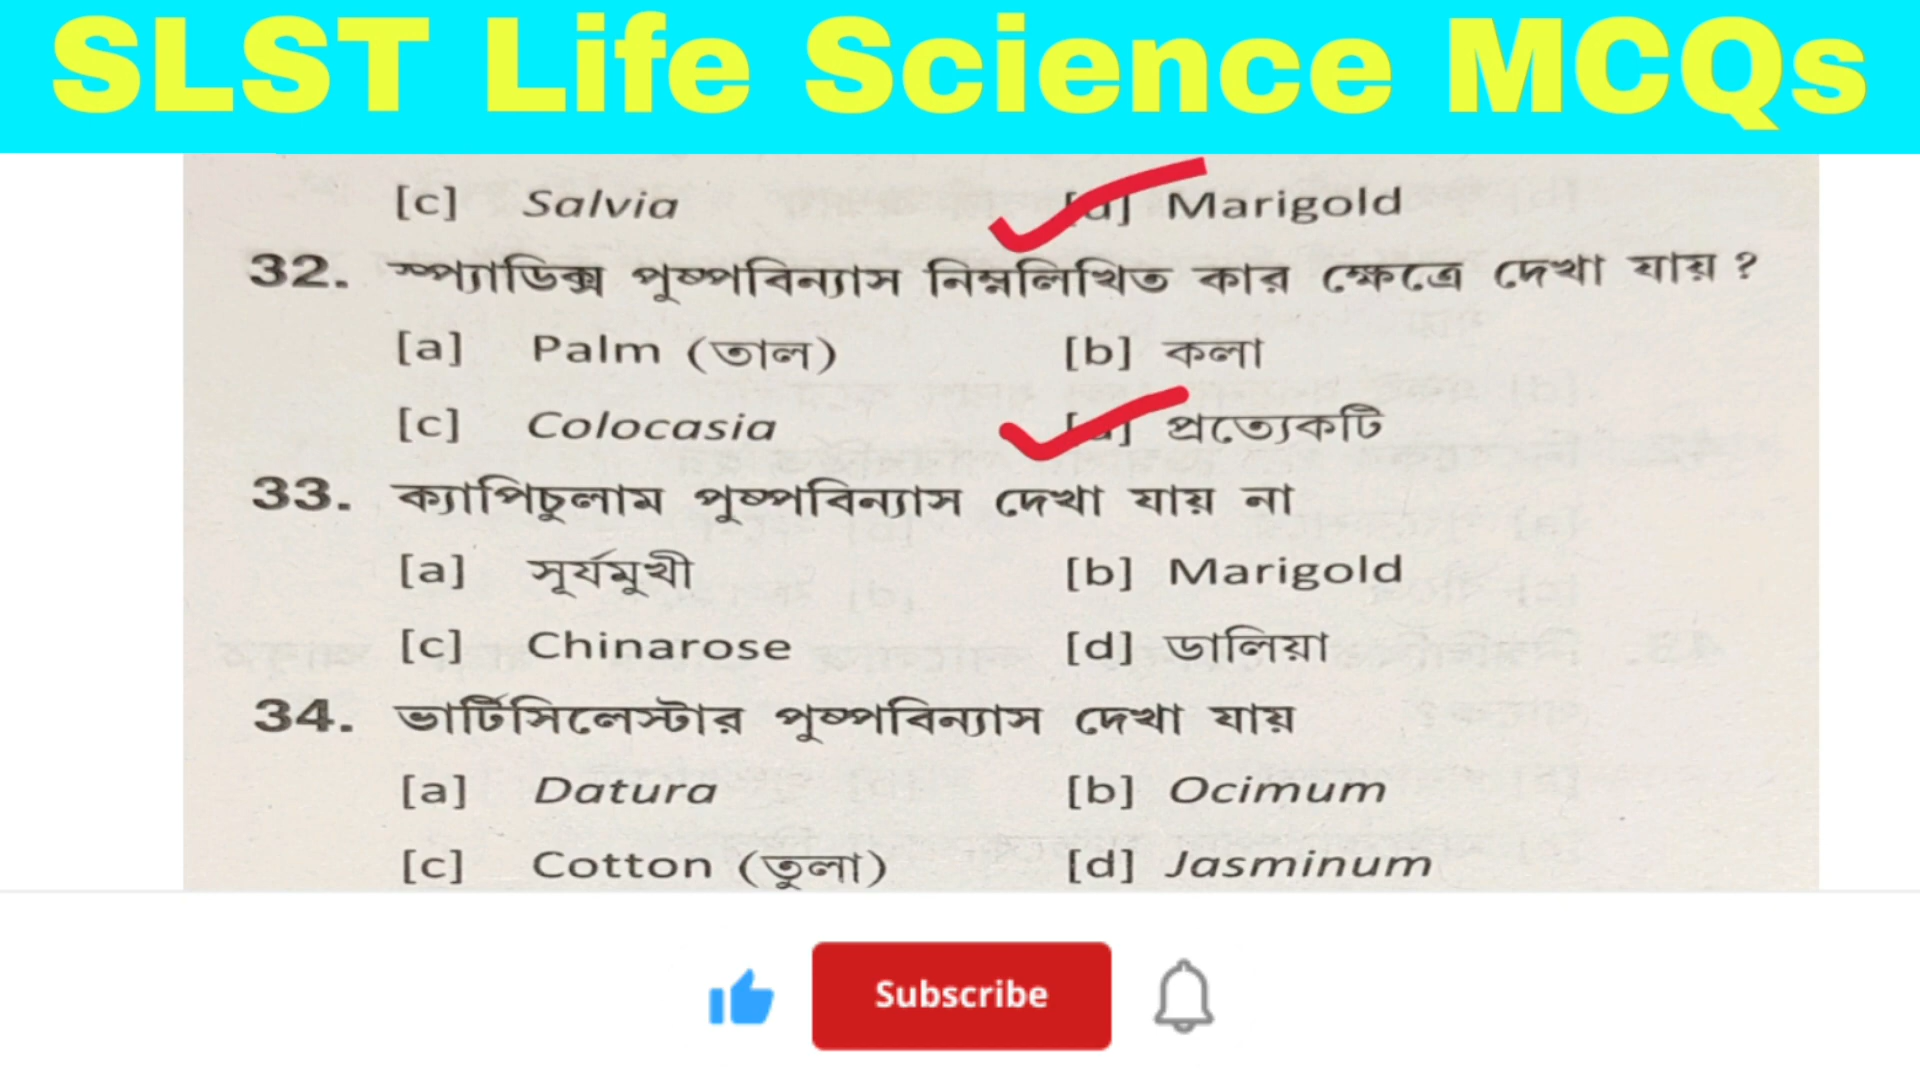 SLST Life Science MCQs
[c] Salvia [d] Marigold
32. স্প্যাডিক্স পুষ্পবিন্যাস নিম্নলিখিত কার ক্ষেত্রে দেখা যায় ?
[a] Palm (তাল) [b] কলা
[c] Colocasia [d] প্রত্যেকটি
33. ক্যাপিচুলাম পুষ্পবিন্যাস দেখা যায় না
[a] সূর্যমুখী [b] Marigold
[c] Chinarose [d] ডালিয়া
34. ভার্টিসিলেস্টার পুষ্পবিন্যাস দেখা যায়
[a] Datura [b] Ocimum
[c] Cotton (তুলা) [d] Jasminum
Subscribe